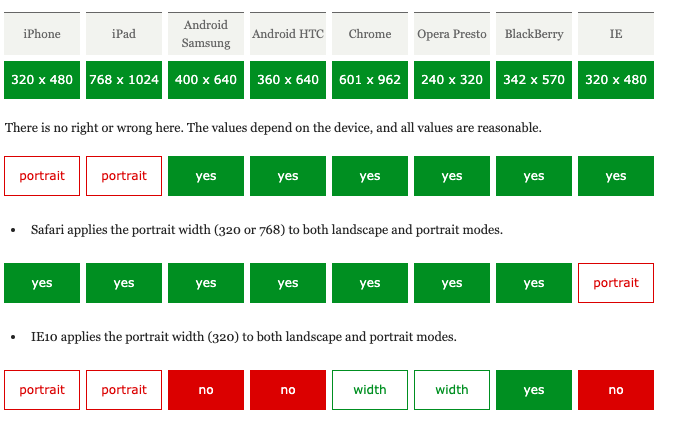 iPhone iPad Android Samsung Android HTC Chrome Opera Presto BlackBerry IE
320 x 480 768 x 1024 400 x 640 360 x 640 601 x 962 240 x 320 342 x 570 320 x 480
There is no right or wrong here. The values depend on the device, and all values are reasonable.
portrait portrait yes yes yes yes yes yes
• Safari applies the portrait width (320 or 768) to both landscape and portrait modes.
yes yes yes yes yes yes yes portrait
• IE10 applies the portrait width (320) to both landscape and portrait modes.
portrait portrait no no width width yes no